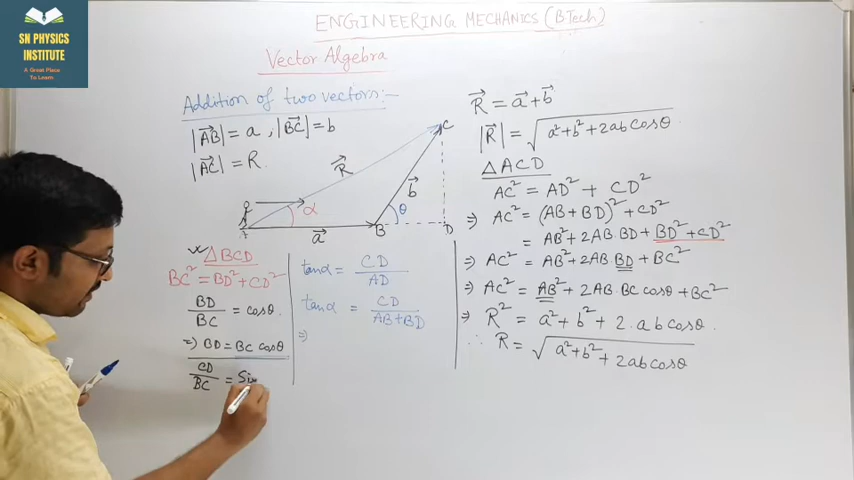 SN PHYSICS
INSTITUTE
A Great Place
To Learn
ENGINEERING MECHANICS (BTech)
Vector Algebra
Addition of two vectors:-
|AB⃗| = a , |BC⃗| = b
|AC⃗| = R.
R⃗
C
b⃗
α
θ
A
a⃗
B
D
△BCD
BC² = BD² + CD²
BD/BC = cosθ.
⇒) BD = BC cosθ
CD/BC = Sin
tanα = CD/AD
tanα = CD/AB+BD
⇒)
R⃗ = a⃗ + b⃗
|R⃗| = √a² + b² + 2ab cosθ
△ACD
AC² = AD² + CD²
⇒ AC² = (AB + BD)² + CD²
= AB² + 2AB BD + BD² + CD²
⇒ AC² = AB² + 2AB BD + BC²
⇒ AC² = AB² + 2AB BC cosθ + BC²
⇒ R² = a² + b² + 2.ab cosθ.
∴ R = √a² + b² + 2ab cosθ